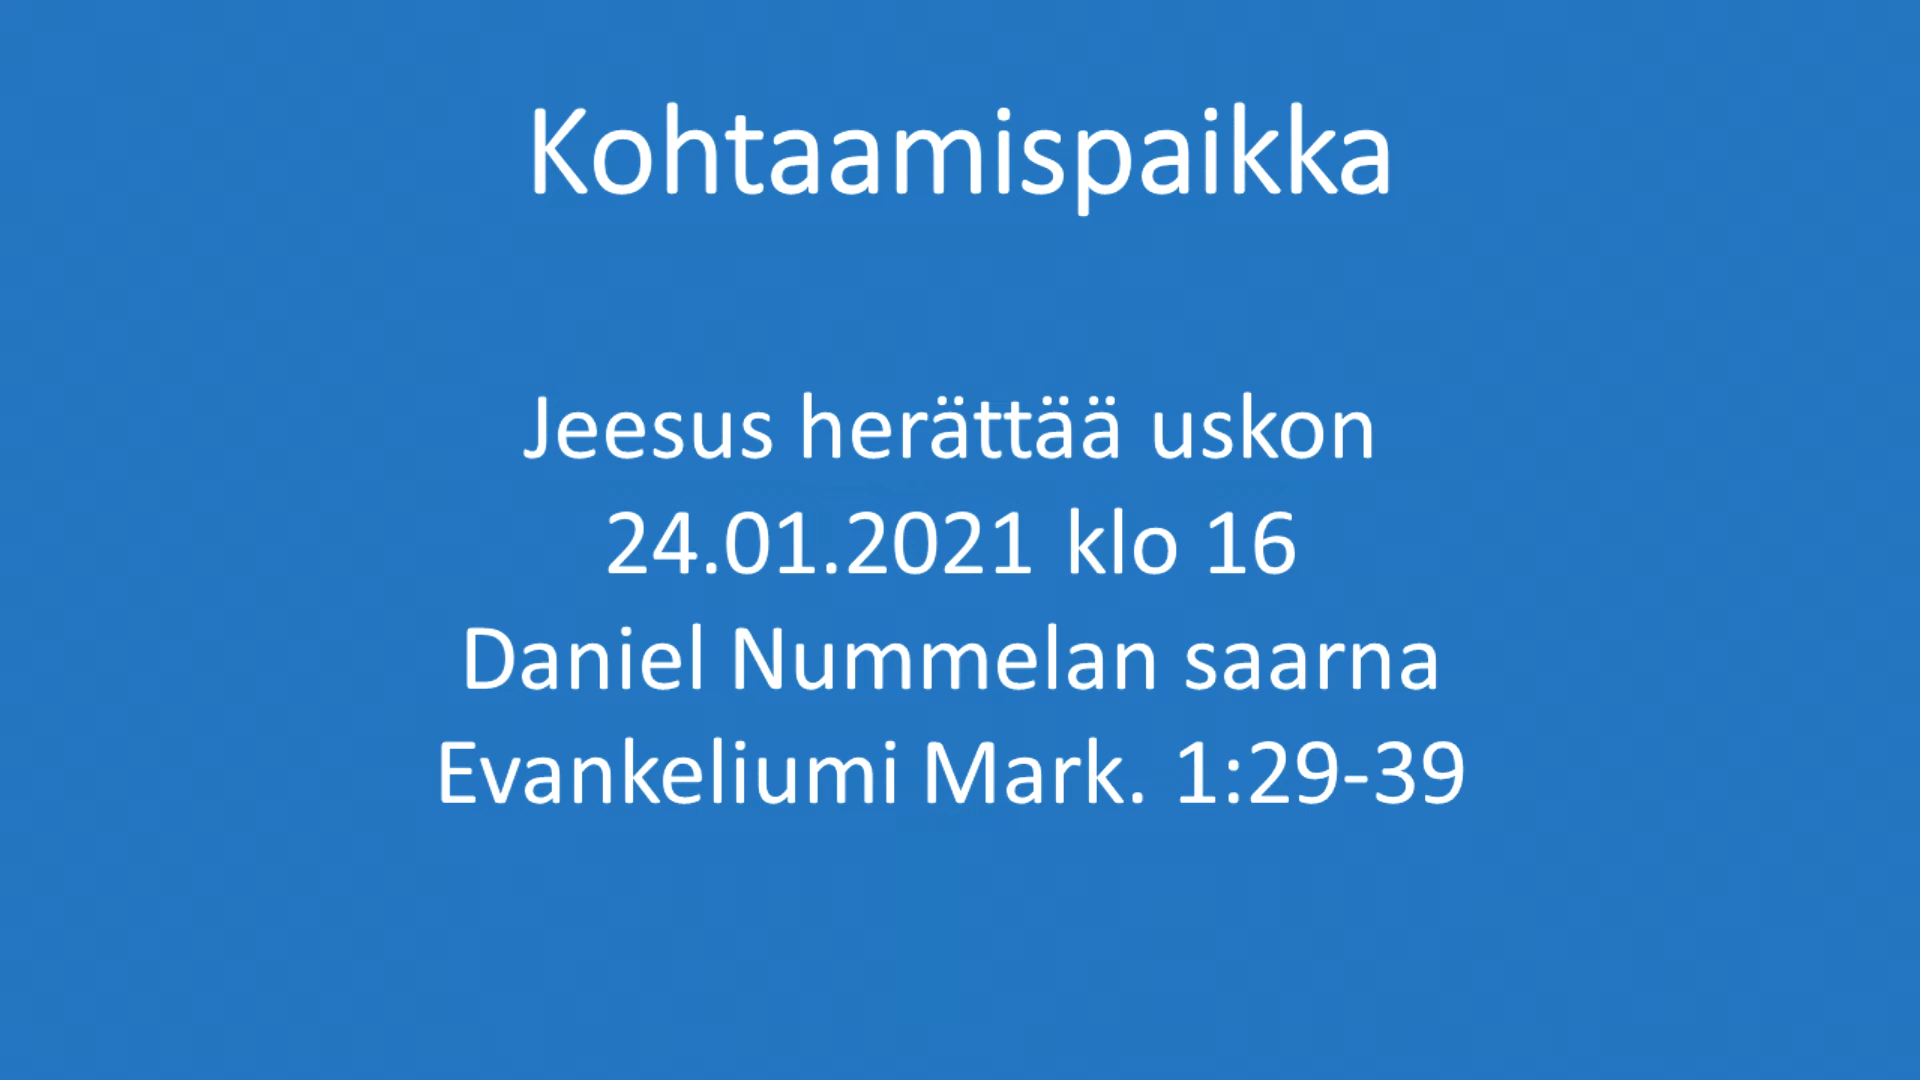 Kohtaamispaikka
Jeesus herättää uskon
24.01.2021 klo 16
Daniel Nummelan saarna
Evankeliumi Mark. 1:29-39